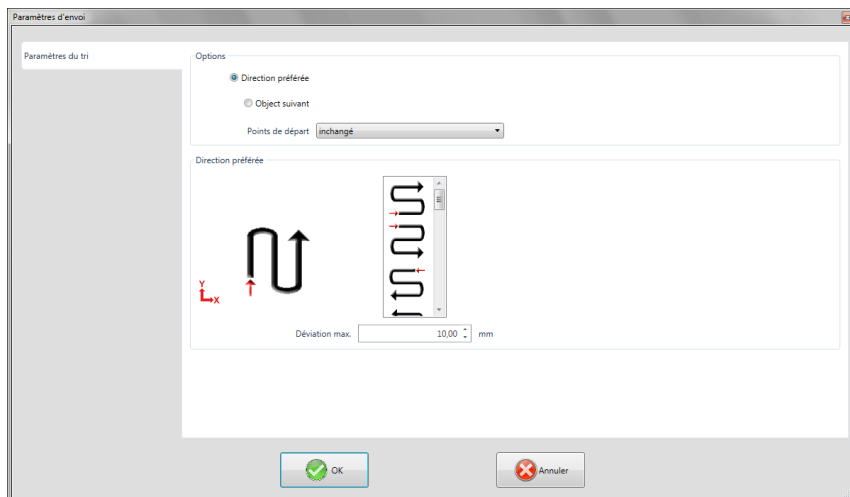 Paramètres d'envoi
Paramètres du tri
Options
Direction préférée
Object suivant
Points de départ inchangé
Direction préférée
Y
X
Déviation max. 10,00 mm
OK Annuler